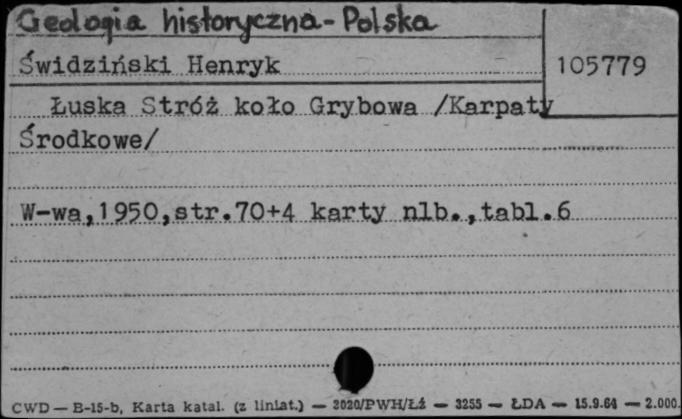 Geologia historyczna-Polska
Świdziński Henryk
105779
Łuska Stróż koło Grybowa /Karpaty
Środkowe/
W-wa,1950,str.70+4 karty nlb.,tabl.6
CWD — B-15-b, Karta katal. (z liniat.) — 2020/PWH/Łź — 3255 — ŁDA — 15.9.64 — 2.000.